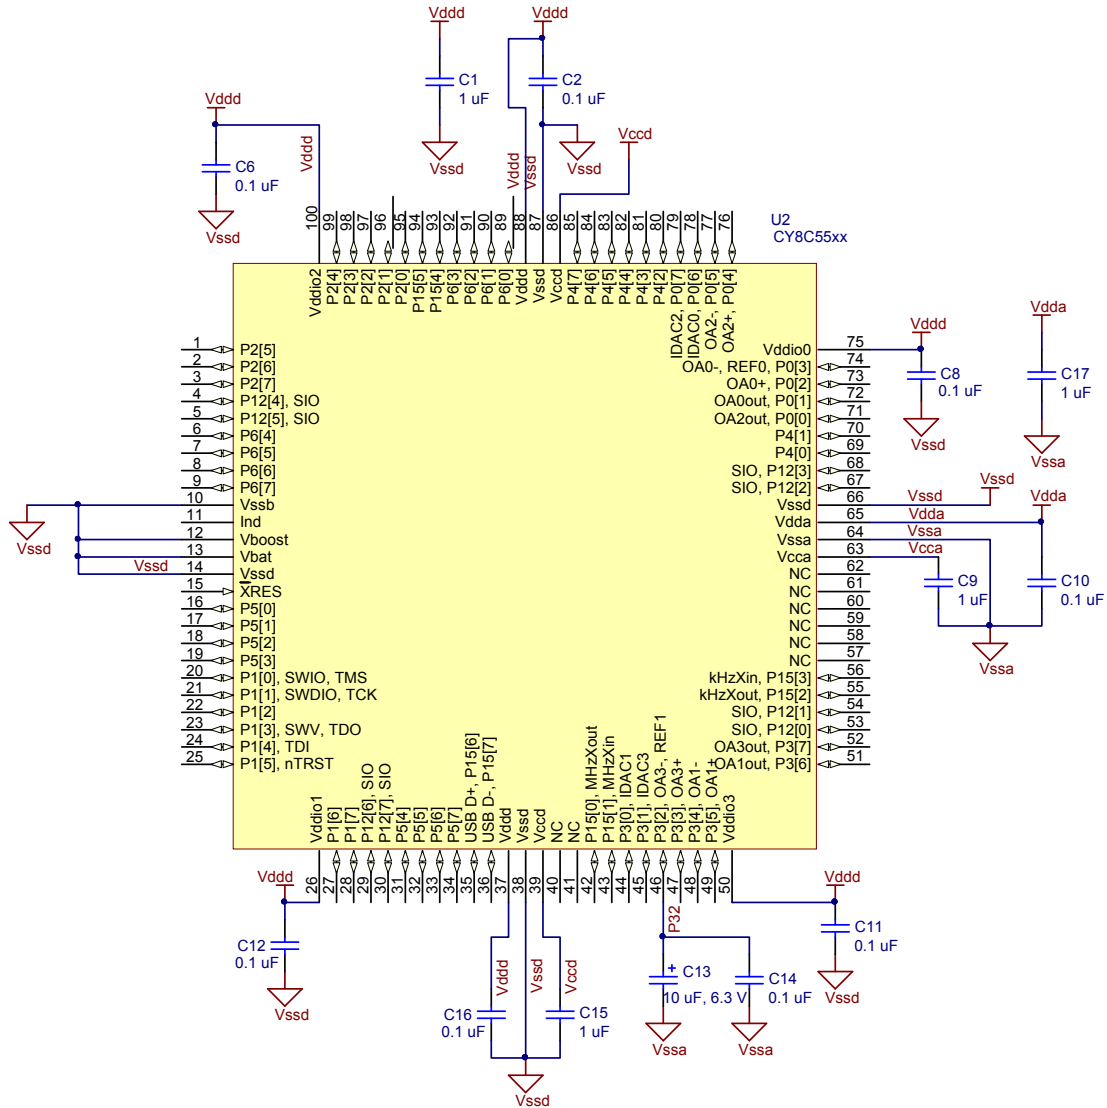 Vddd
Vddd
C1
1 uF
C2
0.1 uF
Vssd
Vssd
Vddd
Vssd
Vccd
Vddd
Vddd
C6
0.1 uF
Vssd
U2
CY8C55xx
100
99
98
97
96
95
94
93
92
91
90
89
88
87
86
85
84
83
82
81
80
79
78
77
76
Vddio2
P2[4]
P2[3]
P2[2]
P2[1]
P2[0]
P15[5]
P15[4]
P6[3]
P6[2]
P6[1]
P6[0]
Vddd
Vssd
Vccd
P4[7]
P4[6]
P4[5]
P4[4]
P4[3]
P4[2]
IDAC2, P0[7]
IDAC0, P0[6]
OA2-, P0[5]
OA2+, P0[4]
1 P2[5]
2 P2[6]
3 P2[7]
4 P12[4], SIO
5 P12[5], SIO
6 P6[4]
7 P6[5]
8 P6[6]
9 P6[7]
10 Vssb
11 Ind
12 Vboost
13 Vbat
Vssd 14 Vssd
15 XRES
16 P5[0]
17 P5[1]
18 P5[2]
19 P5[3]
20 P1[0], SWIO, TMS
21 P1[1], SWDIO, TCK
22 P1[2]
23 P1[3], SWV, TDO
24 P1[4], TDI
25 P1[5], nTRST
Vssd
Vddio0 75
OA0-, REF0, P0[3] 74
OA0+, P0[2] 73
OA0out, P0[1] 72
OA2out, P0[0] 71
P4[1] 70
P4[0] 69
SIO, P12[3] 68
SIO, P12[2] 67
Vssd 66 Vssd
Vdda 65 Vdda
Vssa 64 Vssa
Vcca 63 Vcca
NC 62
NC 61
NC 60
NC 59
NC 58
NC 57
kHzXin, P15[3] 56
kHzXout, P15[2] 55
SIO, P12[1] 54
SIO, P12[0] 53
OA3out, P3[7] 52
OA1out, P3[6] 51
Vddd
C8
0.1 uF
Vssd
Vdda
C17
1 uF
Vssa
Vssd
Vdda
C9
1 uF
C10
0.1 uF
Vssa
Vddio1
P1[6]
P1[7]
P12[6], SIO
P12[7], SIO
P5[4]
P5[5]
P5[6]
P5[7]
USB D+, P15[6]
USB D-, P15[7]
Vddd
Vssd
Vccd
NC
NC
P15[0], MHzXout
P15[1], MHzXin
P3[0], IDAC1
P3[1], IDAC3
P3[2], OA3-, REF1
P3[3], OA3+
P3[4], OA1-
P3[5], OA1+
Vddio3
26
27
28
29
30
31
32
33
34
35
36
37
38
39
40
41
42
43
44
45
46
47
48
49
50
Vddd
C12
0.1 uF
Vssd
Vddd
Vssd
Vccd
C16
0.1 uF
C15
1 uF
Vssd
P32
+
C13
10 uF, 6.3 V
Vssa
C14
0.1 uF
Vssa
Vddd
C11
0.1 uF
Vssd